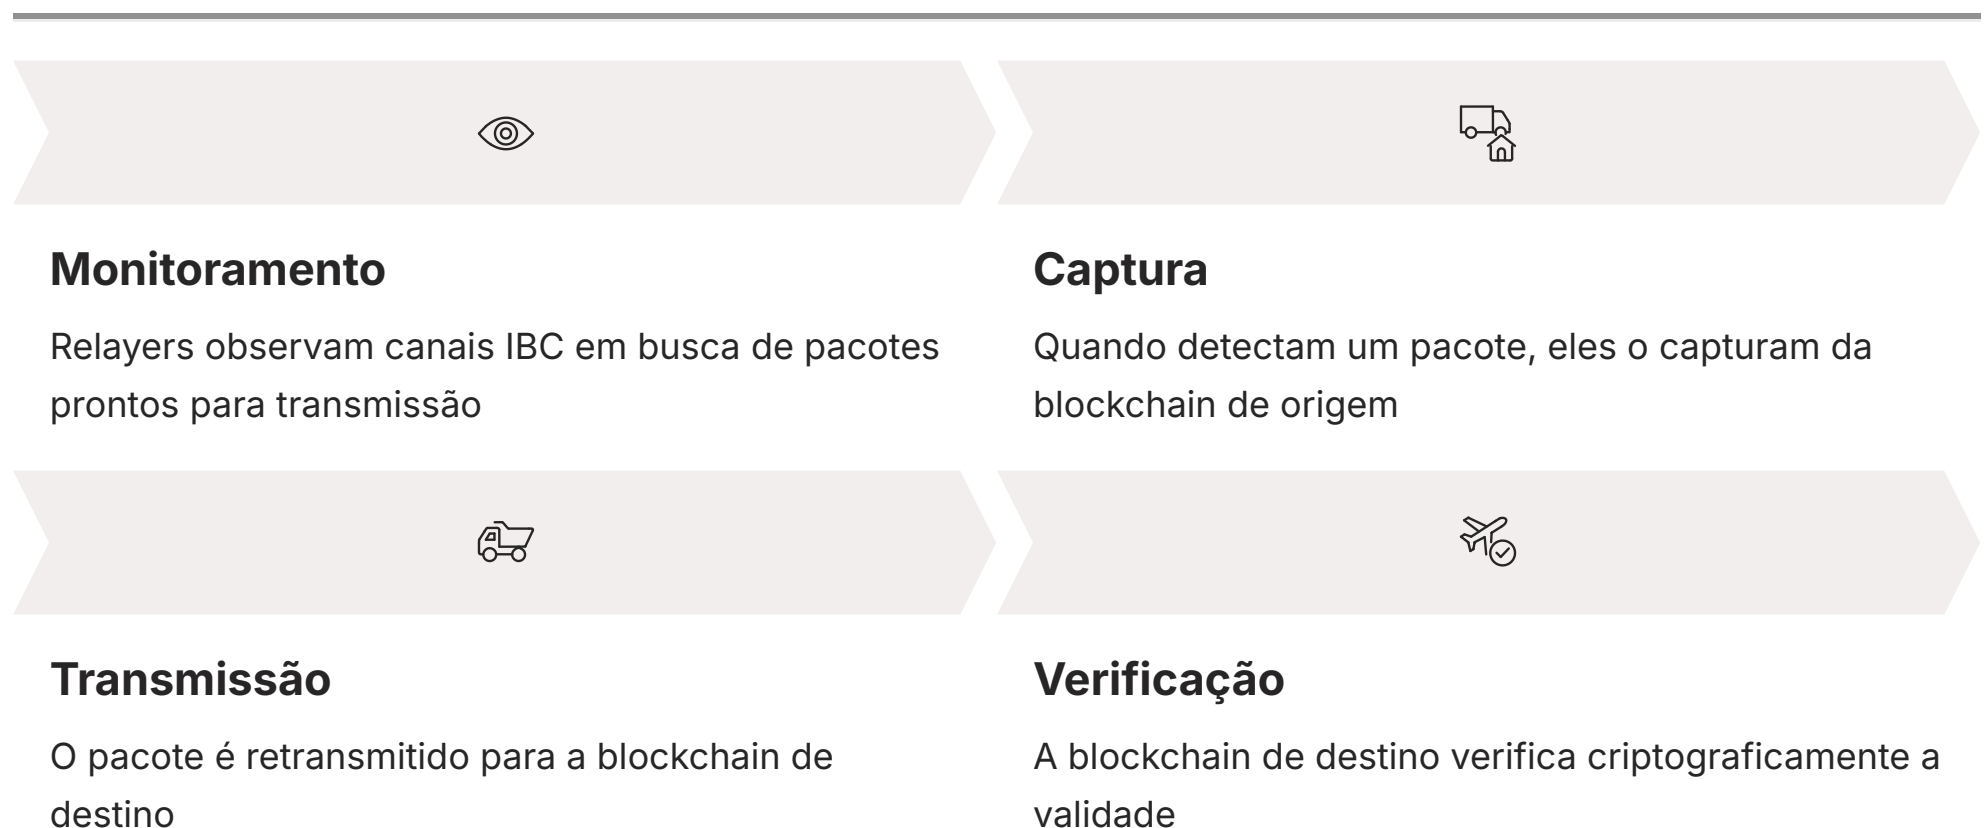 Monitoramento
Relayers observam canais IBC em busca de pacotes
prontos para transmissão
Captura
Quando detectam um pacote, eles o capturam da
blockchain de origem
Transmissão
O pacote é retransmitido para a blockchain de
destino
Verificação
A blockchain de destino verifica criptograficamente a
validade